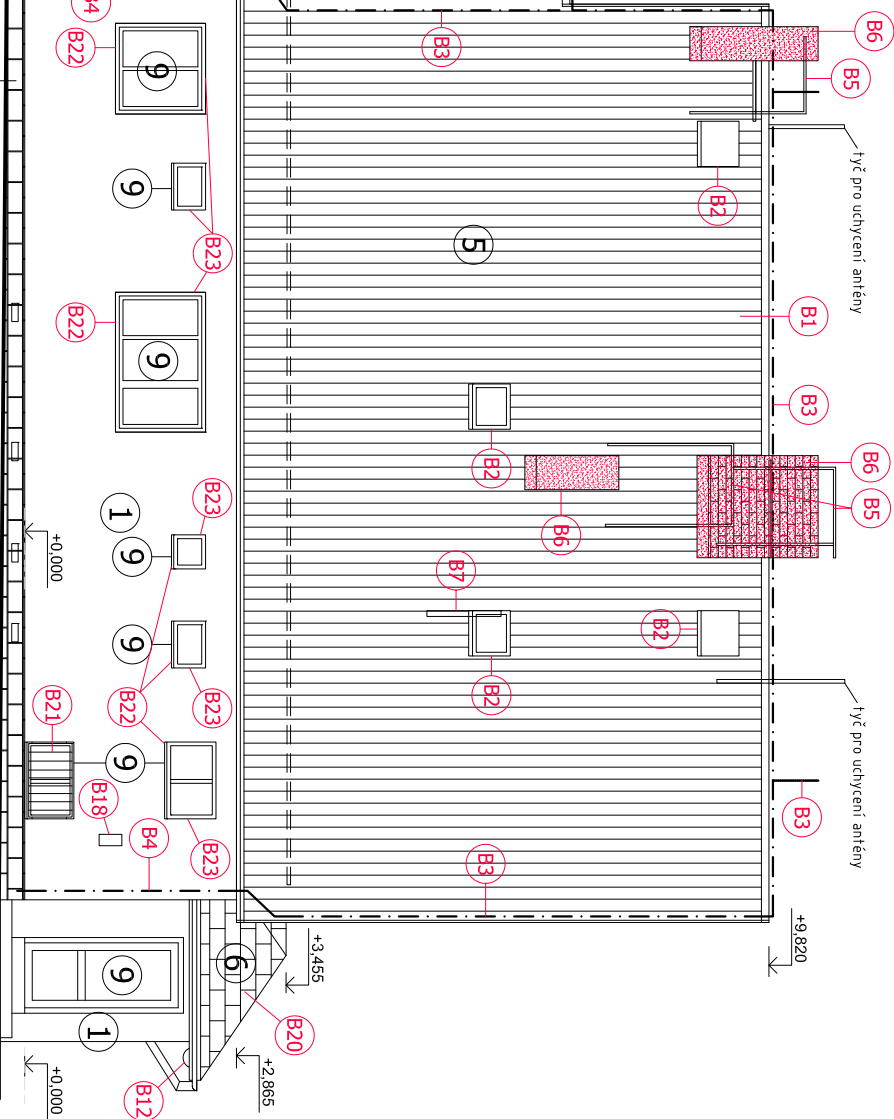 B6
B6
B5
B5
tyč pro uchycení antény
tyč pro uchycení antény
B1
B3
B3
+9,820
B2
B2
B6
B2
B2
B3
5
B7
B3
+3,455
B20
+2,865
6
B23
B23
B23
B23
9
9
9
9
9
9
1
B22
B4
B12
9
1
B18
B22
B22
B21
+0,000
+0,000